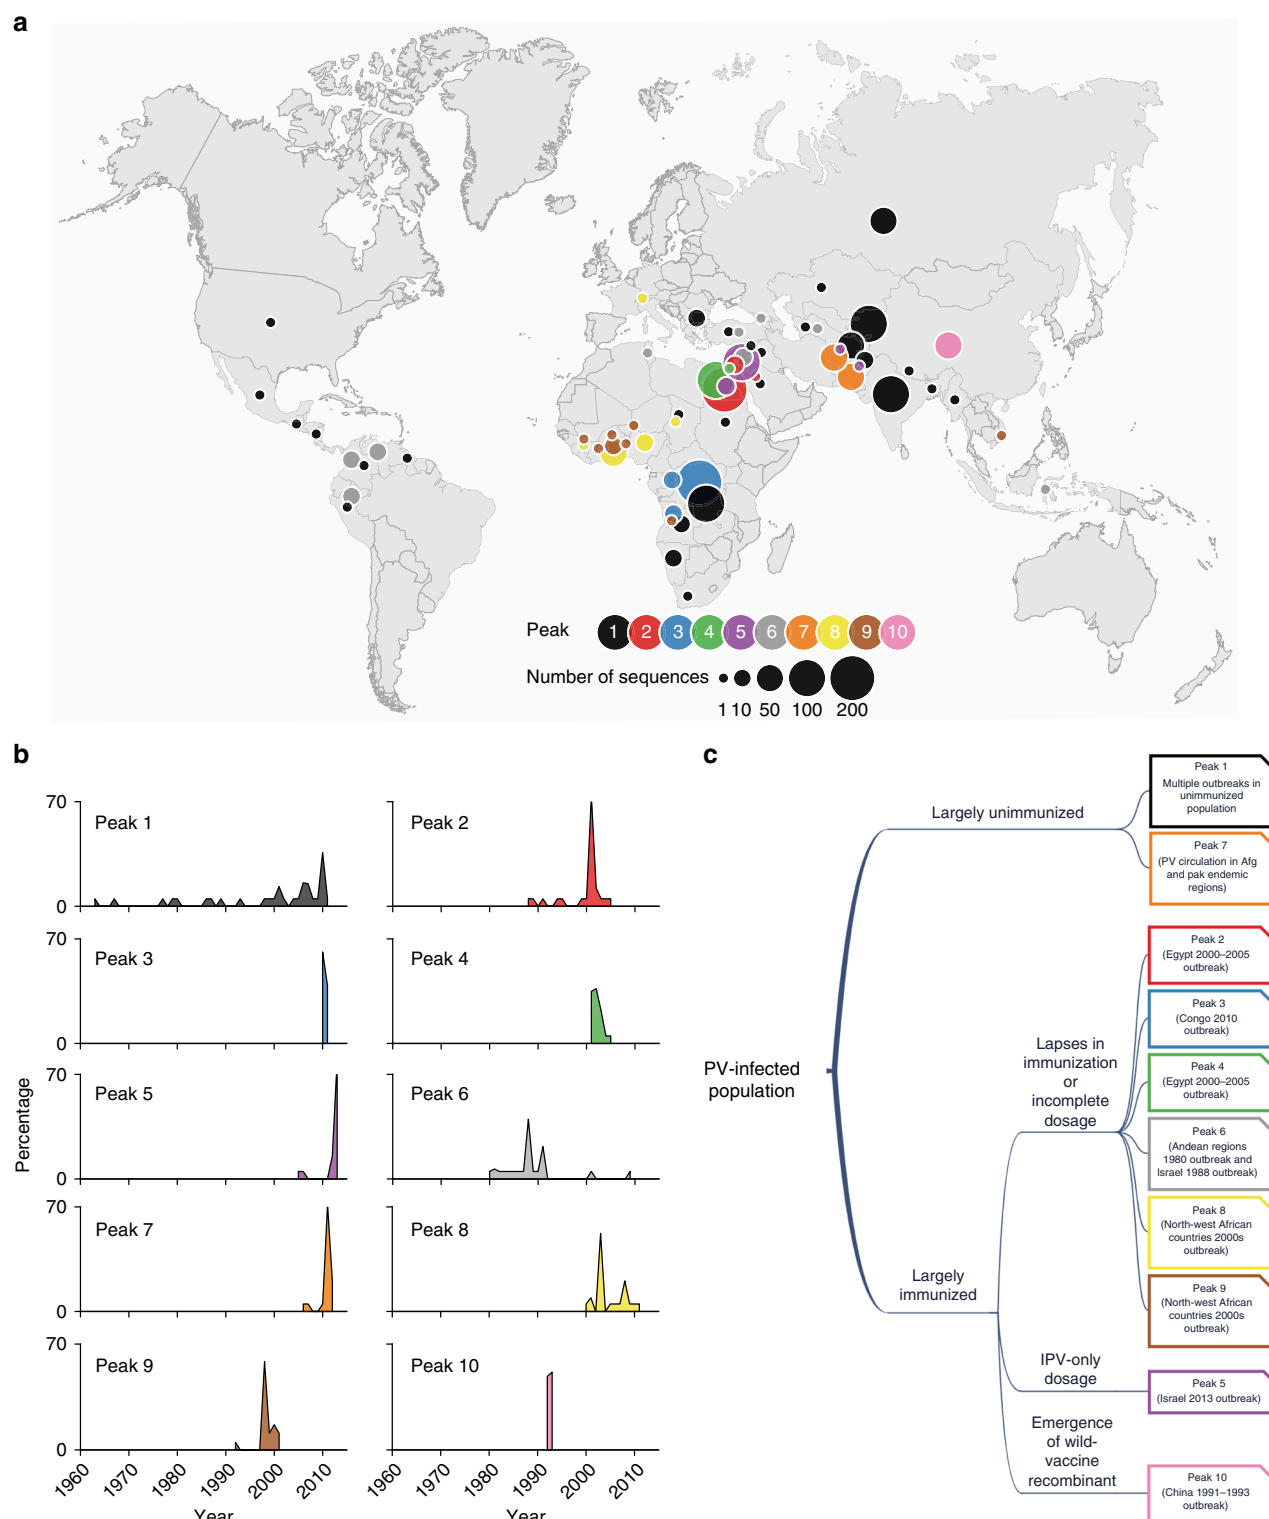 a
Peak 1 2 3 4 5 6 7 8 9 10
Number of sequences
1 10 50 100 200
b
70
Peak 1
Peak 2
0
70
Peak 3
Peak 4
0
70
Peak 5
Peak 6
0
70
Peak 7
Peak 8
0
70
Peak 9
Peak 10
0
Percentage
1960 1970 1980 1990 2000 2010
1960 1970 1980 1990 2000 2010
Year
Year
c
PV-infected
population
Largely unimmunized
Peak 1
Multiple outbreaks in
unimmunized
population
Peak 7
(PV circulation in Afg
and pak endemic
regions)
Largely
immunized
Lapses in
immunization
or
incomplete
dosage
Peak 2
(Egypt 2000–2005
outbreak)
Peak 3
(Congo 2010
outbreak)
Peak 4
(Egypt 2000–2005
outbreak)
Peak 6
(Andean regions
1980 outbreak and
Israel 1988 outbreak)
Peak 8
(North-west African
countries 2000s
outbreak)
Peak 9
(North-west African
countries 2000s
outbreak)
IPV-only
dosage
Peak 5
(Israel 2013 outbreak)
Emergence
of wild-
vaccine
recombinant
Peak 10
(China 1991–1993
outbreak)